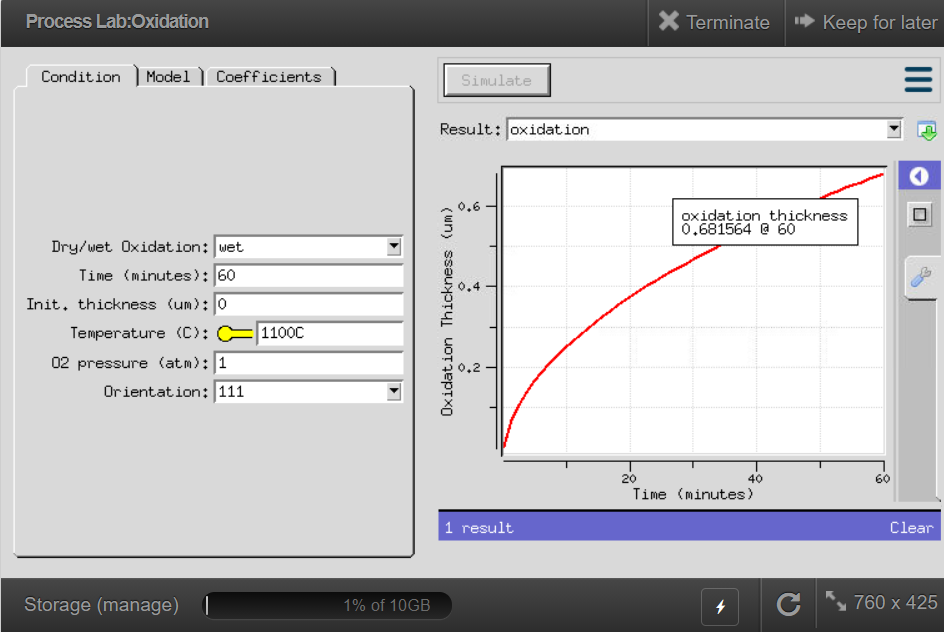 Process Lab:Oxidation
Terminate
Keep for later
Condition Model Coefficients
Simulate
Result: oxidation
Dry/wet Oxidation: wet
Time (minutes): 60
Init. thickness (um): 0
Temperature (C): 1100C
O2 pressure (atm): 1
Orientation: 111
Oxidation Thickness (um)
0.6
0.4
0.2
oxidation thickness
0.681564 @ 60
20 40 60
Time (minutes)
1 result Clear
Storage (manage) 1% of 10GB
760 x 425